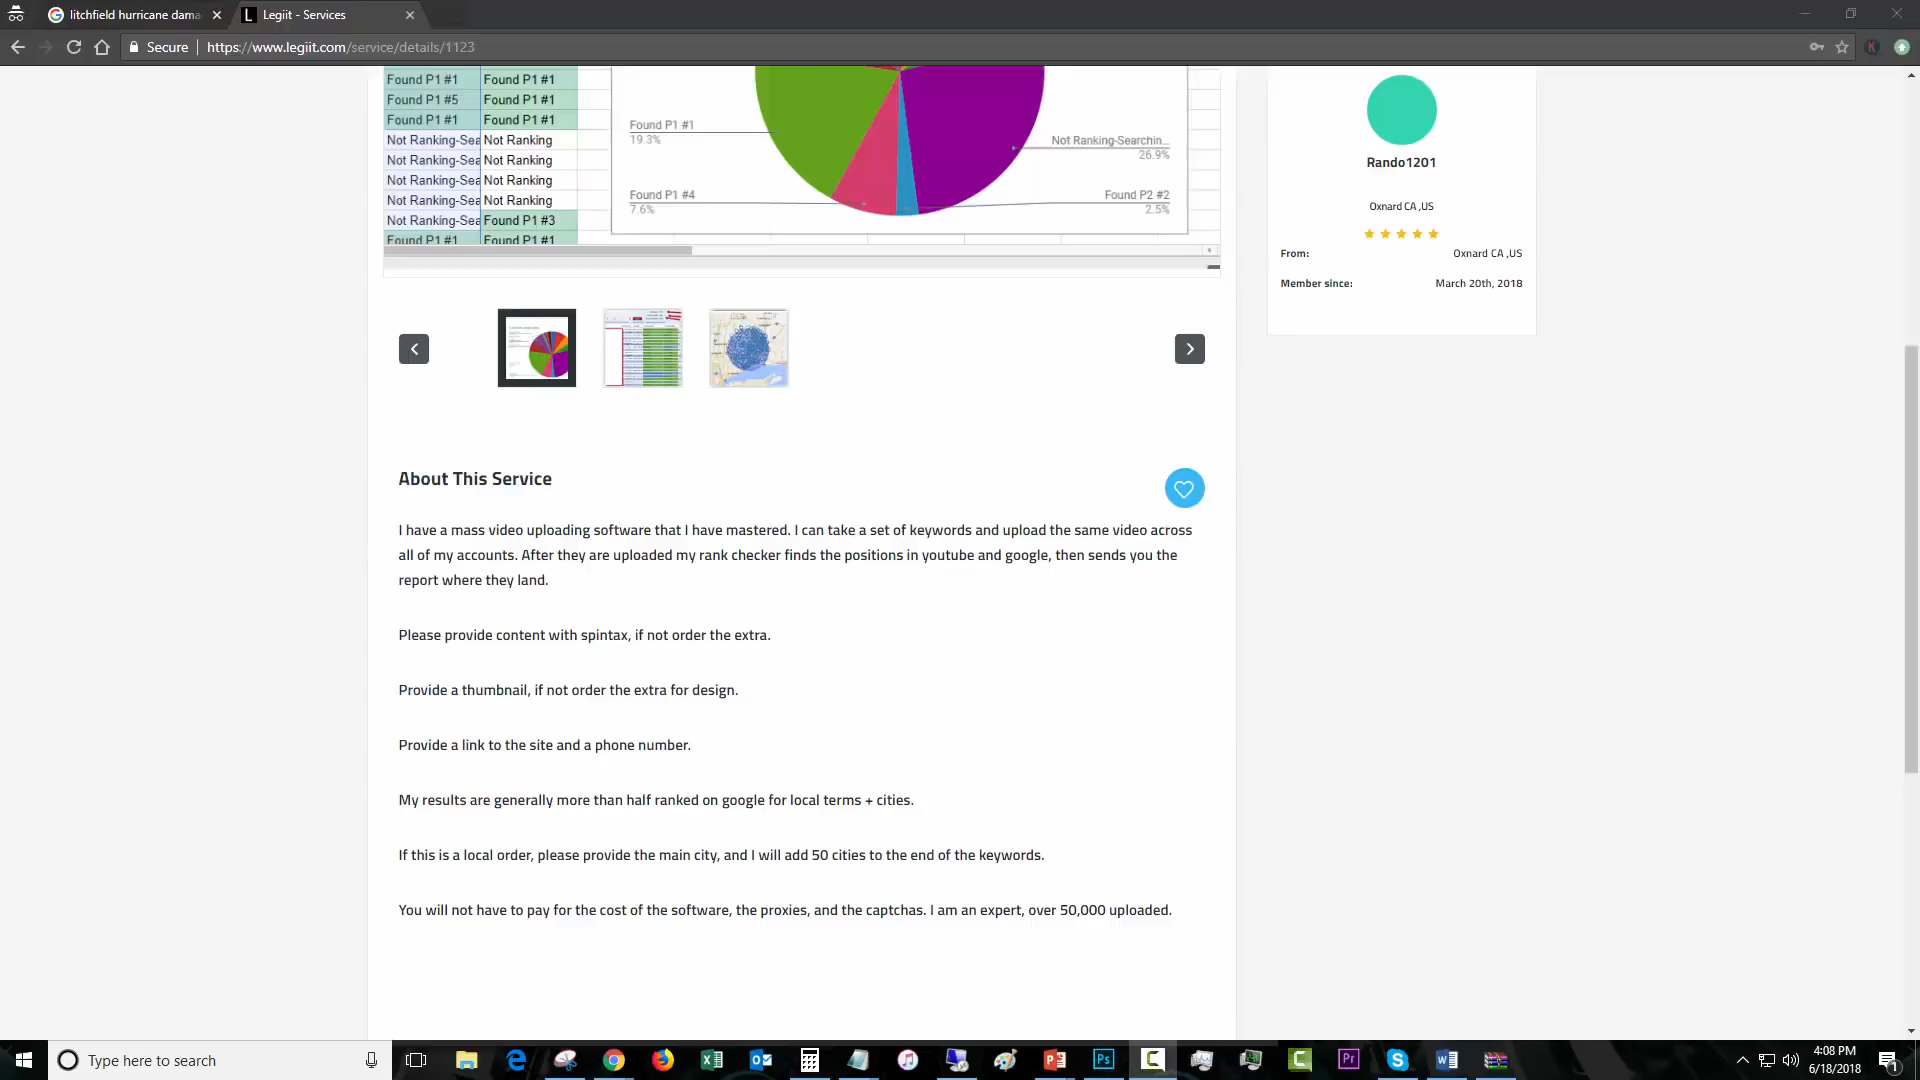 litchfield hurricane dama
Legiit - Services
Secure
https://www.legiit.com/service/details/1123
Found P1 #1 Found P1 #1
Found P1 #5 Found P1 #1
Found P1 #1 Found P1 #1
Not Ranking-Sea Not Ranking
Not Ranking-Sea Not Ranking
Not Ranking-Sea Not Ranking
Not Ranking-Sea Not Ranking
Not Ranking-Sea Found P1 #3
Found P1 #1 Found P1 #1
Found P1 #1
19.3%
Not Ranking-Searchin...
26.9%
Found P1 #4
7.6%
Found P2 #2
2.5%
Rando1201
Oxnard CA ,US
From: Oxnard CA ,US
Member since: March 20th, 2018
About This Service
I have a mass video uploading software that I have mastered. I can take a set of keywords and upload the same video across
all of my accounts. After they are uploaded my rank checker finds the positions in youtube and google, then sends you the
report where they land.
Please provide content with spintax, if not order the extra.
Provide a thumbnail, if not order the extra for design.
Provide a link to the site and a phone number.
My results are generally more than half ranked on google for local terms + cities.
If this is a local order, please provide the main city, and I will add 50 cities to the end of the keywords.
You will not have to pay for the cost of the software, the proxies, and the captchas. I am an expert, over 50,000 uploaded.
Type here to search
4:08 PM
6/18/2018